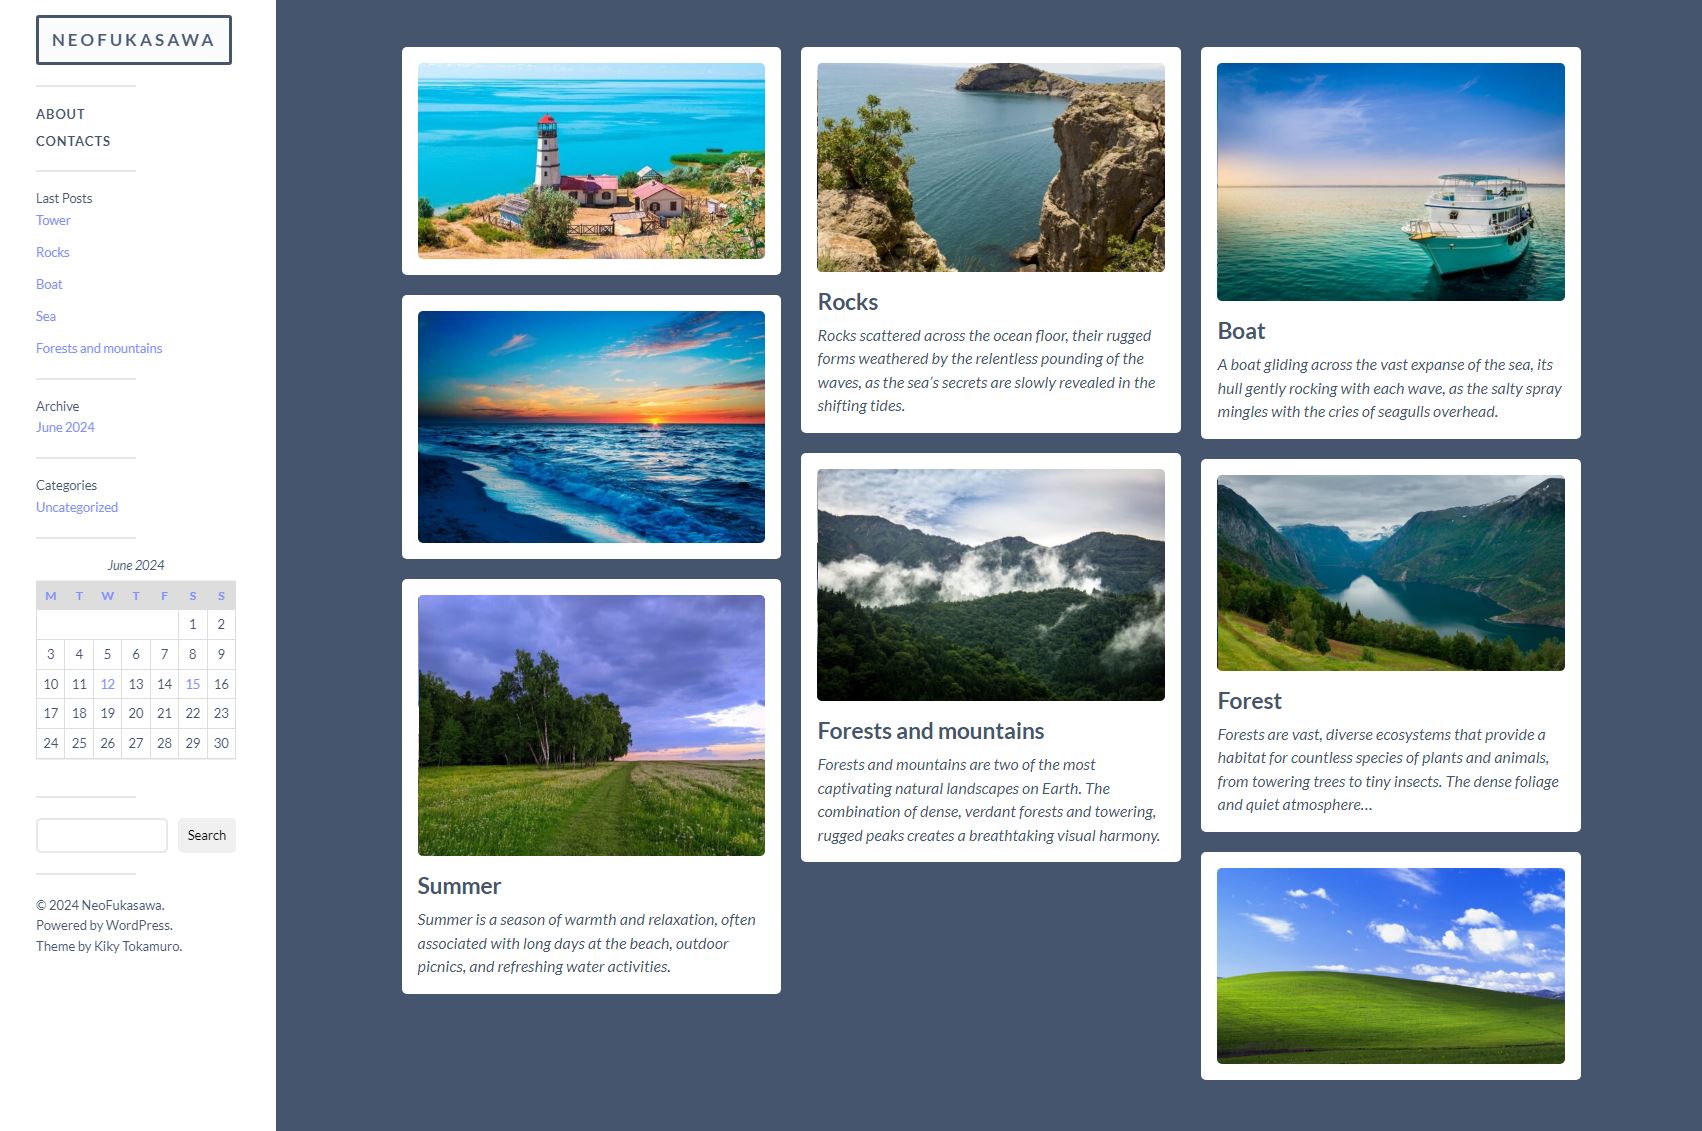 NEOFUKASAWA
ABOUT
CONTACTS
Last Posts
Tower
Rocks
Boat
Sea
Forests and mountains
Archive
June 2024
Categories
Uncategorized
June 2024
M T W T F S S
1 2
3 4 5 6 7 8 9
10 11 12 13 14 15 16
17 18 19 20 21 22 23
24 25 26 27 28 29 30
Search
© 2024 NeoFukasawa.
Powered by WordPress.
Theme by Kiky Tokamuro.
Summer
Summer is a season of warmth and relaxation, often
associated with long days at the beach, outdoor
picnics, and refreshing water activities.
Rocks
Rocks scattered across the ocean floor, their rugged
forms weathered by the relentless pounding of the
waves, as the sea's secrets are slowly revealed in the
shifting tides.
Forests and mountains
Forests and mountains are two of the most
captivating natural landscapes on Earth. The
combination of dense, verdant forests and towering,
rugged peaks creates a breathtaking visual harmony.
Boat
A boat gliding across the vast expanse of the sea, its
hull gently rocking with each wave, as the salty spray
mingles with the cries of seagulls overhead.
Forest
Forests are vast, diverse ecosystems that provide a
habitat for countless species of plants and animals,
from towering trees to tiny insects. The dense foliage
and quiet atmosphere…